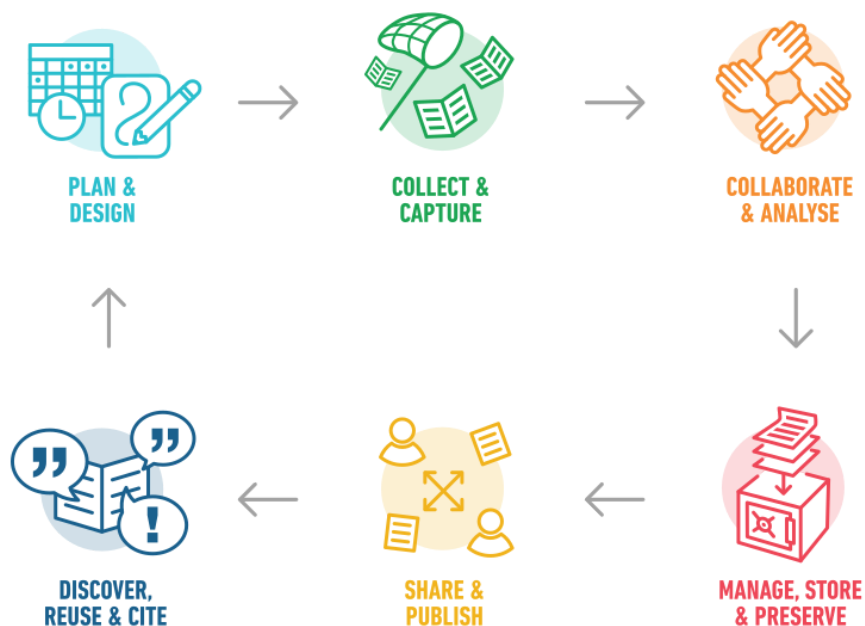 PLAN &
DESIGN
COLLECT &
CAPTURE
COLLABORATE
& ANALYSE
DISCOVER,
REUSE & CITE
SHARE &
PUBLISH
MANAGE, STORE
& PRESERVE